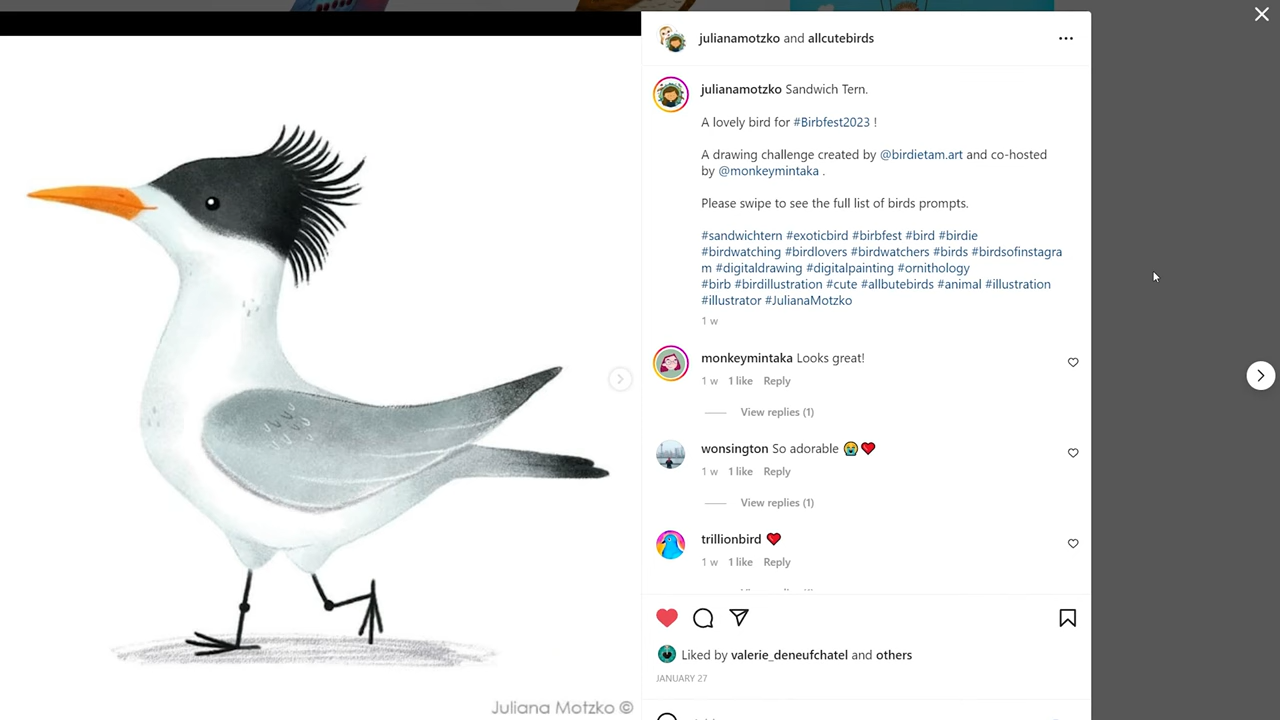 julianamotzko and allcutebirds
julianamotzko Sandwich Tern.
A lovely bird for #Birbfest2023 !
A drawing challenge created by @birdietam.art and co-hosted
by @monkeymintaka .
Please swipe to see the full list of birds prompts.
#sandwichtern #exoticbird #birbfest #bird #birdie
#birdwatching #birdlovers #birdwatchers #birds #birdsofinstagra
m #digitaldrawing #digitalpainting #ornithology
#birb #birdillustration #cute #allbutebirds #animal #illustration
#illustrator #JulianaMotzko
1 w
monkeymintaka Looks great!
1 w 1 like Reply
View replies (1)
wonsington So adorable 😭❤️
1 w 1 like Reply
View replies (1)
trillionbird ❤️
1 w 1 like Reply
Liked by valerie_deneufchatel and others
JANUARY 27
Juliana Motzko ©